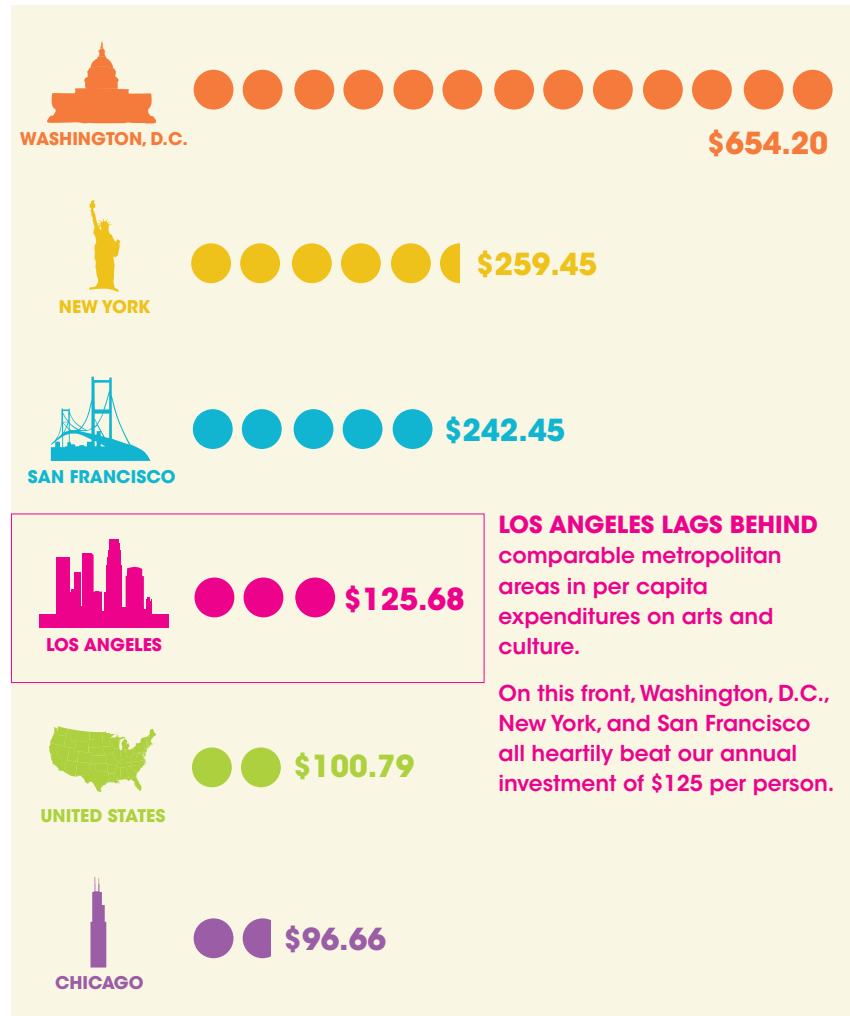 WASHINGTON, D.C.
$654.20
NEW YORK
$259.45
SAN FRANCISCO
$242.45
LOS ANGELES
$125.68
LOS ANGELES LAGS BEHIND
comparable metropolitan
areas in per capita
expenditures on arts and
culture.
On this front, Washington, D.C.,
New York, and San Francisco
all heartily beat our annual
investment of $125 per person.
UNITED STATES
$100.79
CHICAGO
$96.66